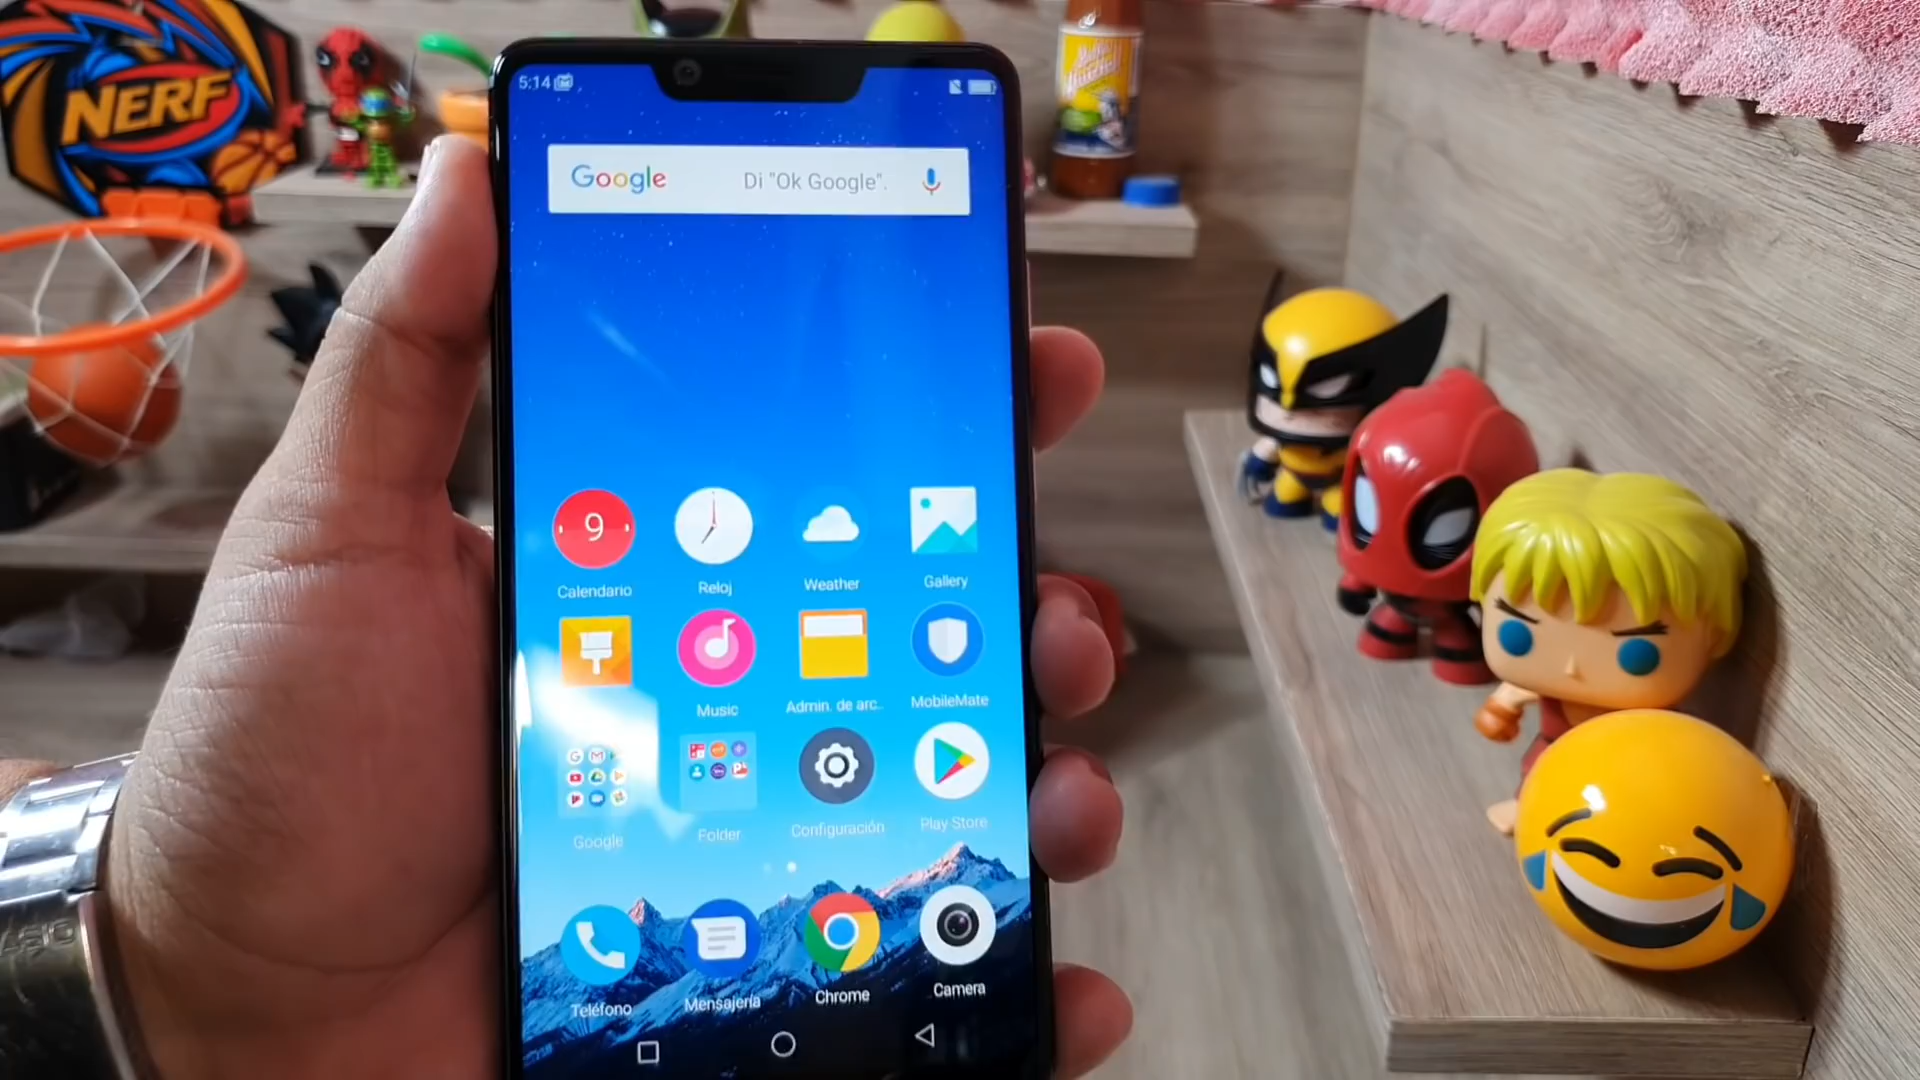 NERF
5:14
Google
Di "Ok Google".
9
Calendario
Reloj
Weather
Gallery
Music
Admin. de arc..
MobileMate
Google
Folder
Configuración
Play Store
Teléfono
Mensajería
Chrome
Camera